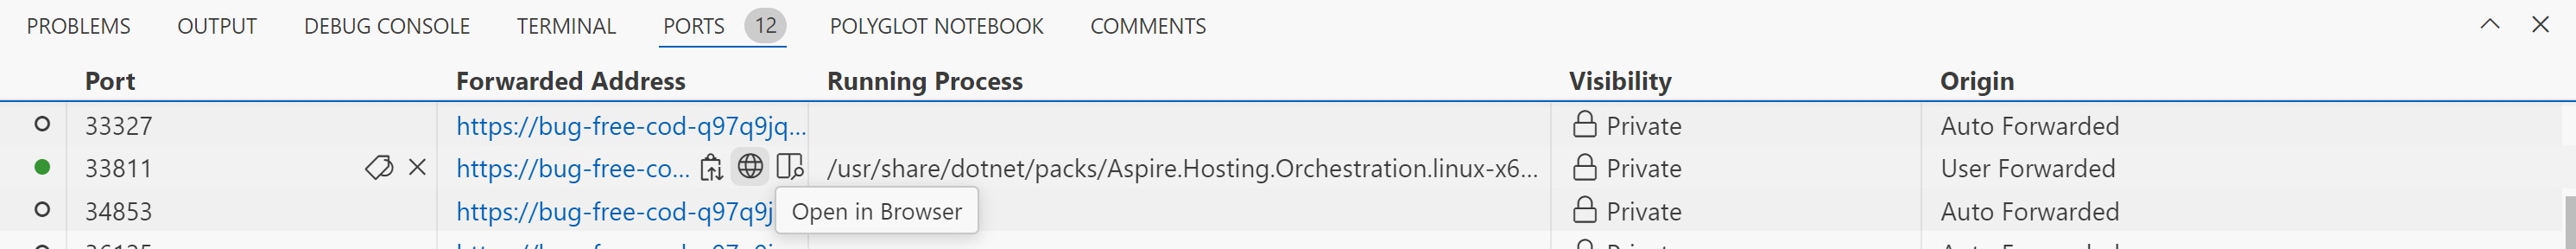 PROBLEMS OUTPUT DEBUG CONSOLE TERMINAL PORTS 12 POLYGLOT NOTEBOOK COMMENTS
Port Forwarded Address Running Process Visibility Origin
33327 https://bug-free-cod-q97q9jq... Private Auto Forwarded
33811 https://bug-free-co... /usr/share/dotnet/packs/Aspire.Hosting.Orchestration.linux-x6... Private User Forwarded
34853 https://bug-free-cod-q97q9j Open in Browser Private Auto Forwarded